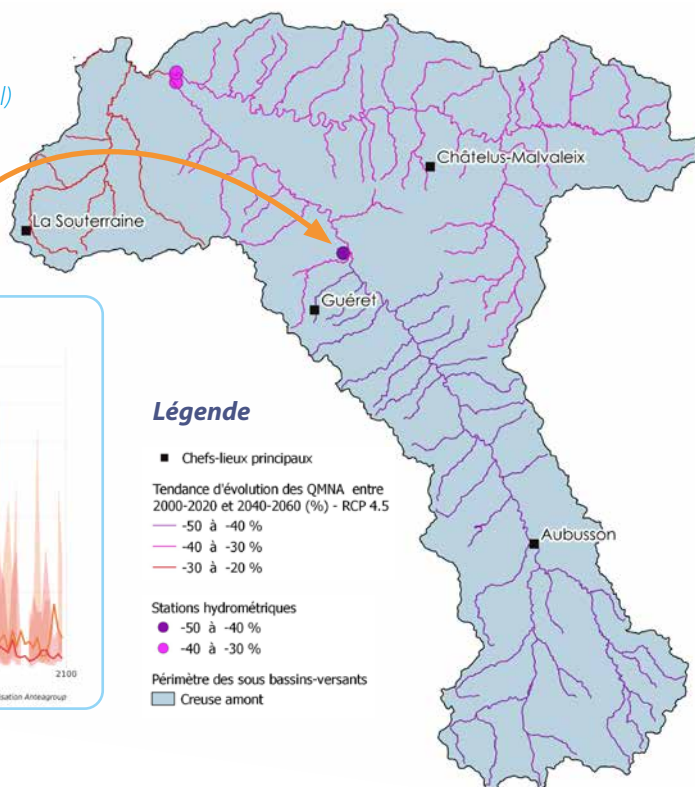 l)
Châtelus-Malvaleix
La Souterraine
Guéret
Légende
Chefs-lieux principaux
Tendance d'évolution des QMNA entre
2000-2020 et 2040-2060 (%) - RCP 4.5
-50 à -40 %
-40 à -30 %
-30 à -20 %
Aubusson
Stations hydrométriques
-50 à -40 %
-40 à -30 %
2100
isation Anteagroup
Périmètre des sous bassins-versants
Creuse amont